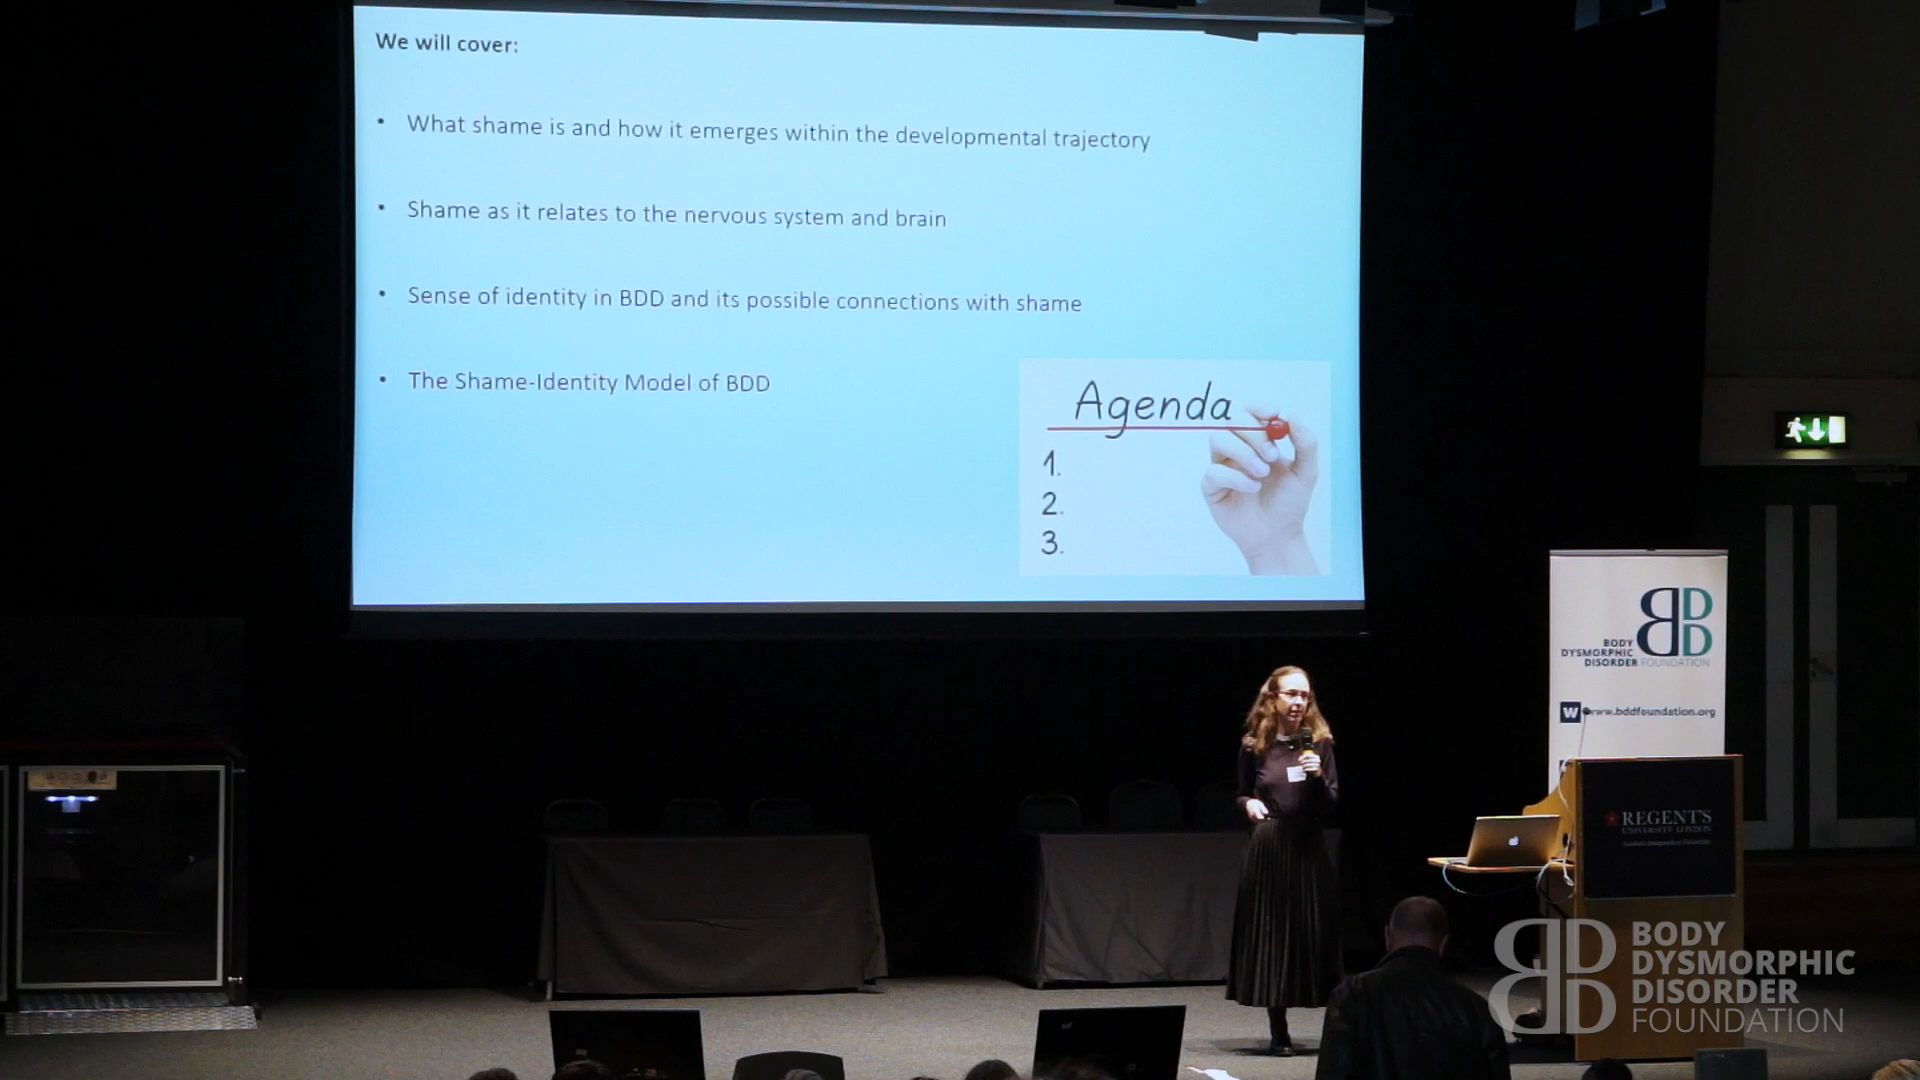 We will cover:
• What shame is and how it emerges within the developmental trajectory
• Shame as it relates to the nervous system and brain
• Sense of identity in BDD and its possible connections with shame
• The Shame-Identity Model of BDD
Agenda
1.
2.
3.
BDD
BODY
DYSMORPHIC
DISORDER FOUNDATION
W www.bddfoundation.org
REGENT'S
UNIVERSITY LONDON
BDD
BODY
DYSMORPHIC
DISORDER
FOUNDATION